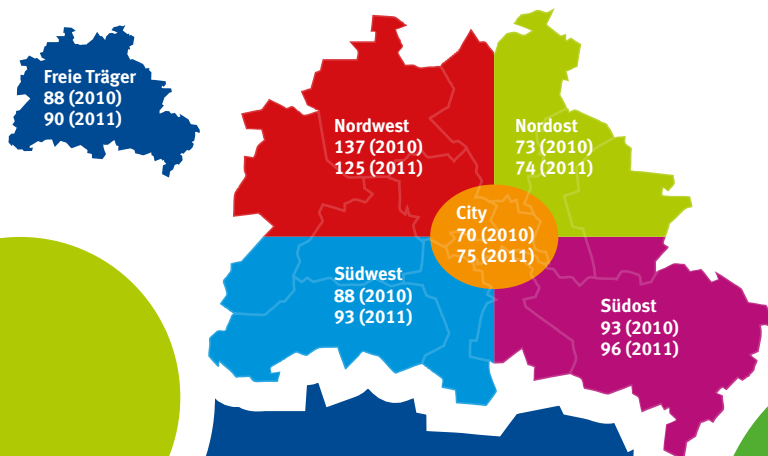 Freie Träger
88 (2010)
90 (2011)
Nordwest
137 (2010)
125 (2011)
Nordost
73 (2010)
74 (2011)
City
70 (2010)
75 (2011)
Südwest
88 (2010)
93 (2011)
Südost
93 (2010)
96 (2011)